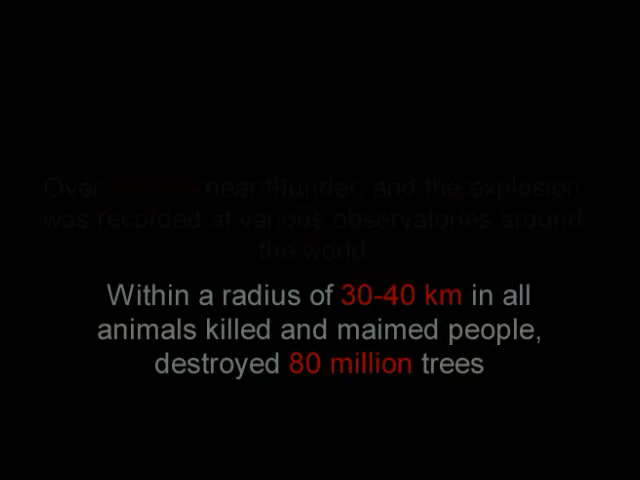 Over hear thunder, and the explosion
was recorded at various observatories around
the world
Within a radius of 30-40 km in all
animals killed and maimed people,
destroyed 80 million trees